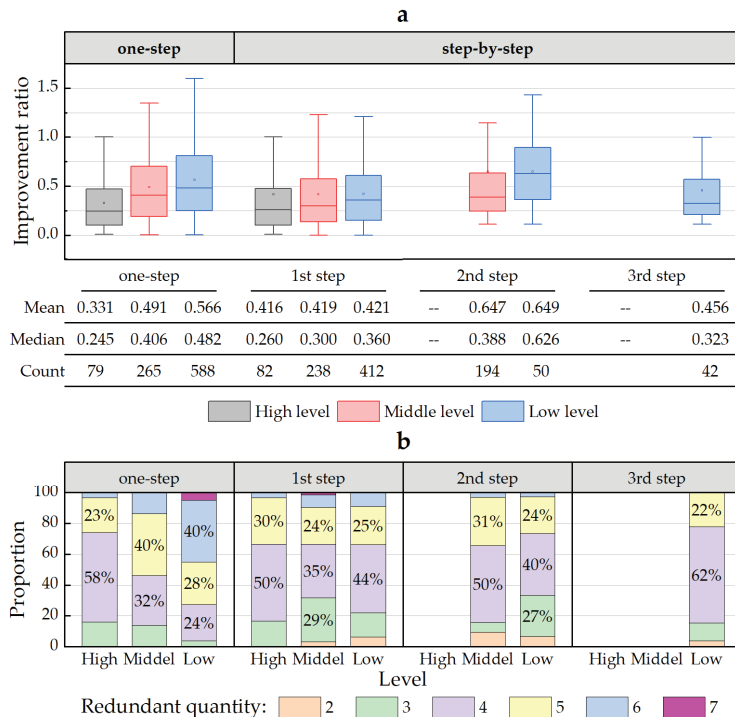 a
one-step step-by-step
Improvement ratio
1.5
1.0
0.5
0.0
one-step 1st step 2nd step 3rd step
Mean 0.331 0.491 0.566 0.416 0.419 0.421 -- 0.647 0.649 -- 0.456
Median 0.245 0.406 0.482 0.260 0.300 0.360 -- 0.388 0.626 -- 0.323
Count 79 265 588 82 238 412 194 50 42
High level Middle level Low level
b
one-step 1st step 2nd step 3rd step
Proportion
100
80
60
40
20
0
23% 58%
40% 32%
40% 28% 24%
30% 50%
24% 35% 29%
25% 44%
31% 50%
24% 40% 27%
22% 62%
High Middel Low High Middel Low High Middel Low High Middel Low
Level
Redundant quantity: 2 3 4 5 6 7